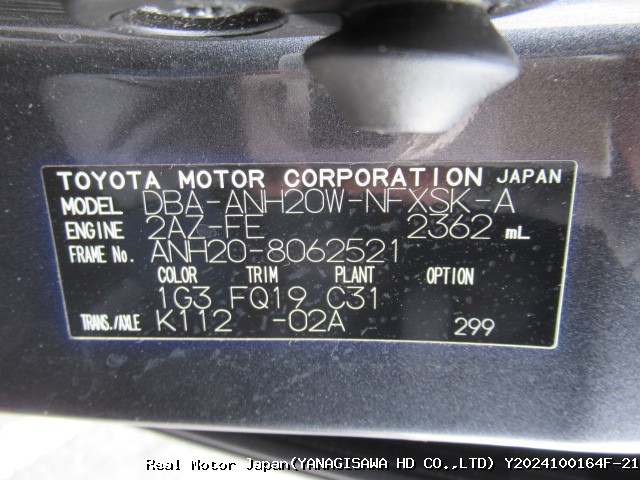 TOYOTA MOTOR CORPORATION JAPAN
MODEL DBA-ANH20W-NFXSK-A
ENGINE 2AZ-FE 2362 mL
FRAME No. ANH20-8062521
COLOR TRIM PLANT OPTION
1G3 FQ19 C31
TRANS./AXLE K112 -02A 299
Real Motor Japan(YANAGISAWA HD CO.,LTD) Y2024100164F-21